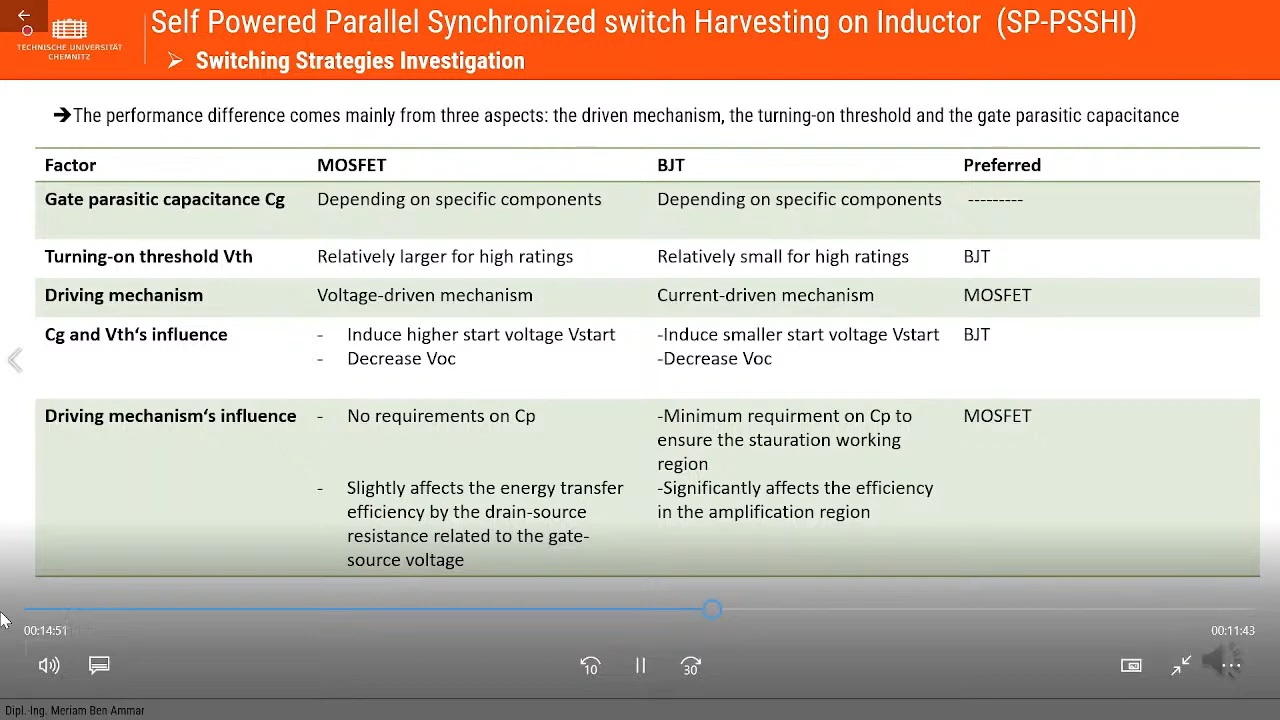 Self Powered Parallel Synchronized switch Harvesting on Inductor (SP-PSSHI)
TECHNISCHE UNIVERSITÄT
CHEMNITZ
➢ Switching Strategies Investigation
➔The performance difference comes mainly from three aspects: the driven mechanism, the turning-on threshold and the gate parasitic capacitance
Factor MOSFET BJT Preferred
Gate parasitic capacitance Cg Depending on specific components Depending on specific components ---------
Turning-on threshold Vth Relatively larger for high ratings Relatively small for high ratings BJT
Driving mechanism Voltage-driven mechanism Current-driven mechanism MOSFET
Cg and Vth‘s influence - Induce higher start voltage Vstart -Induce smaller start voltage Vstart BJT
- Decrease Voc -Decrease Voc
Driving mechanism‘s influence - No requirements on Cp -Minimum requirment on Cp to MOSFET
ensure the stauration working
region
- Slightly affects the energy transfer -Significantly affects the efficiency
efficiency by the drain-source in the amplification region
resistance related to the gate-
source voltage
00:14:51 00:11:43
10 30
Dipl.-Ing. Meriam Ben Ammar